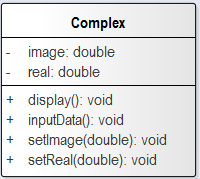 Complex
- image: double
- real: double
+ display(): void
+ inputData(): void
+ setImage(double): void
+ setReal(double): void